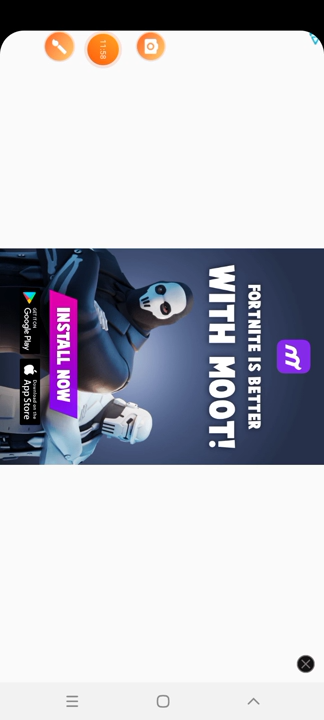 11:58
FORTNITE IS BETTER
WITH MOOT!
INSTALL NOW
GET IT ON
Google Play
Download on the
App Store